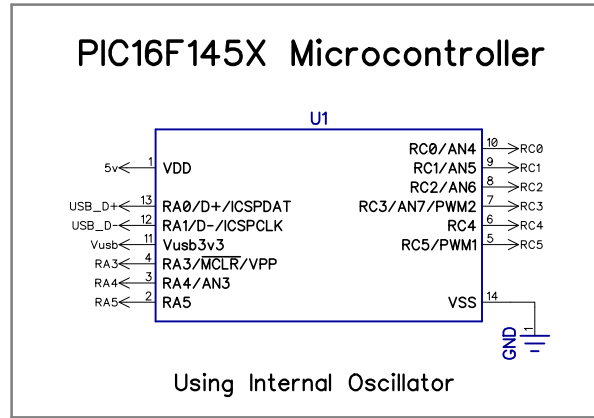 PIC16F145X Microcontroller
U1
5v 1 VDD
USB_D+ 13 RA0/D+/ICSPDAT
USB_D- 12 RA1/D-/ICSPCLK
Vusb 11 Vusb3v3
RA3 4 RA3/MCLR/VPP
RA4 3 RA4/AN3
RA5 2 RA5
RC0/AN4 10 RC0
RC1/AN5 9 RC1
RC2/AN6 8 RC2
RC3/AN7/PWM2 7 RC3
RC4 6 RC4
RC5/PWM1 5 RC5
VSS 14
GND 1
Using Internal Oscillator